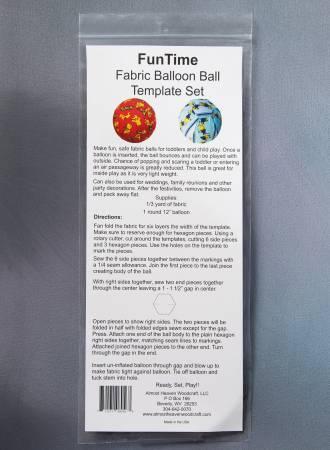 FunTime
Fabric Balloon Ball
Template Set
Make fun, safe fabric balls for toddlers and child play. Once a
balloon is inserted, the ball bounces and can be played with
outside. Chance of popping and scaring a toddler or entering
an air passageway is greatly reduced. This ball is great for
inside play as it is very light weight.
Can also be used for weddings, family reunions and other
party decorations. After the festivities, remove the balloon
and pack away flat.
Supplies:
1/3 yard of fabric
1 round 12" balloon
Directions:
Fan fold the fabric for six layers the width of the template.
Make sure to reserve enough for hexagon pieces. Using a
rotary cutter, cut around the templates, cutting 6 side pieces
and 3 hexagon pieces. Use the holes on the template to
mark the pieces.
Sew the 6 side pieces together between the markings with
a 1/4 seam allowance. Join the first piece to the last piece
creating body of the ball.
With right sides together, sew two end pieces together
through the center leaving a 1 - 1 1/2" gap in center.
Open pieces to show right sides. The two pieces will be
folded in half with folded edges sewn except for the gap.
Press. Attach one end of the ball body to the plain hexagon
right sides together, matching seam lines to markings.
Attached joined hexagon pieces to the other end. Turn
through the gap in the end.
Insert un-inflated balloon through gap and blow up to
make fabric tight against balloon. Tie off balloon and
tuck stem into hole.
Ready, Set, Play!!
Almost Heaven Woodcraft, LLC
P O Box 166
Beverly, WV 26253
304-642-0070
www.almostheavenwoodcraft.com
Made in the USA